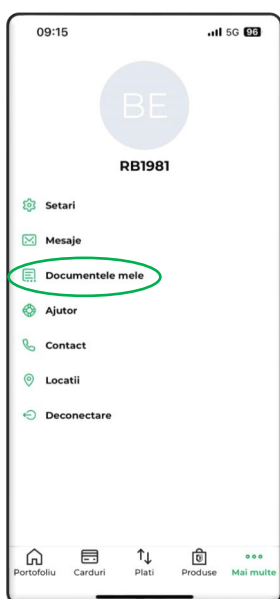 09:15 5G 96
BE
RB1981
Setari
Mesaje
Documentele mele
Ajutor
Contact
Locatii
Deconectare
Portofoliu Carduri Plati Produse Mai multe